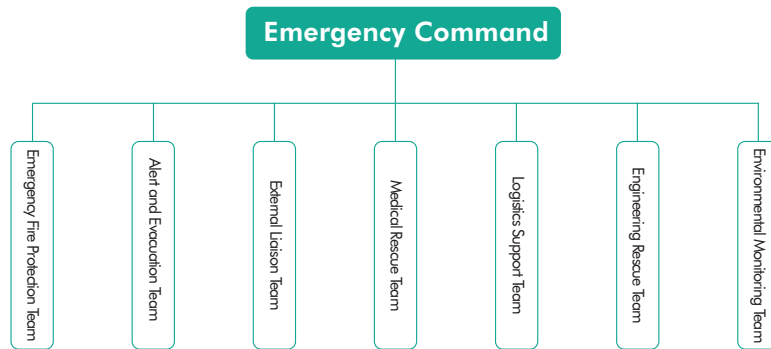 Emergency Command
Emergency Fire Protection Team
Alert and Evacuation Team
External Liaison Team
Medical Rescue Team
Logistics Support Team
Engineering Rescue Team
Environmental Monitoring Team